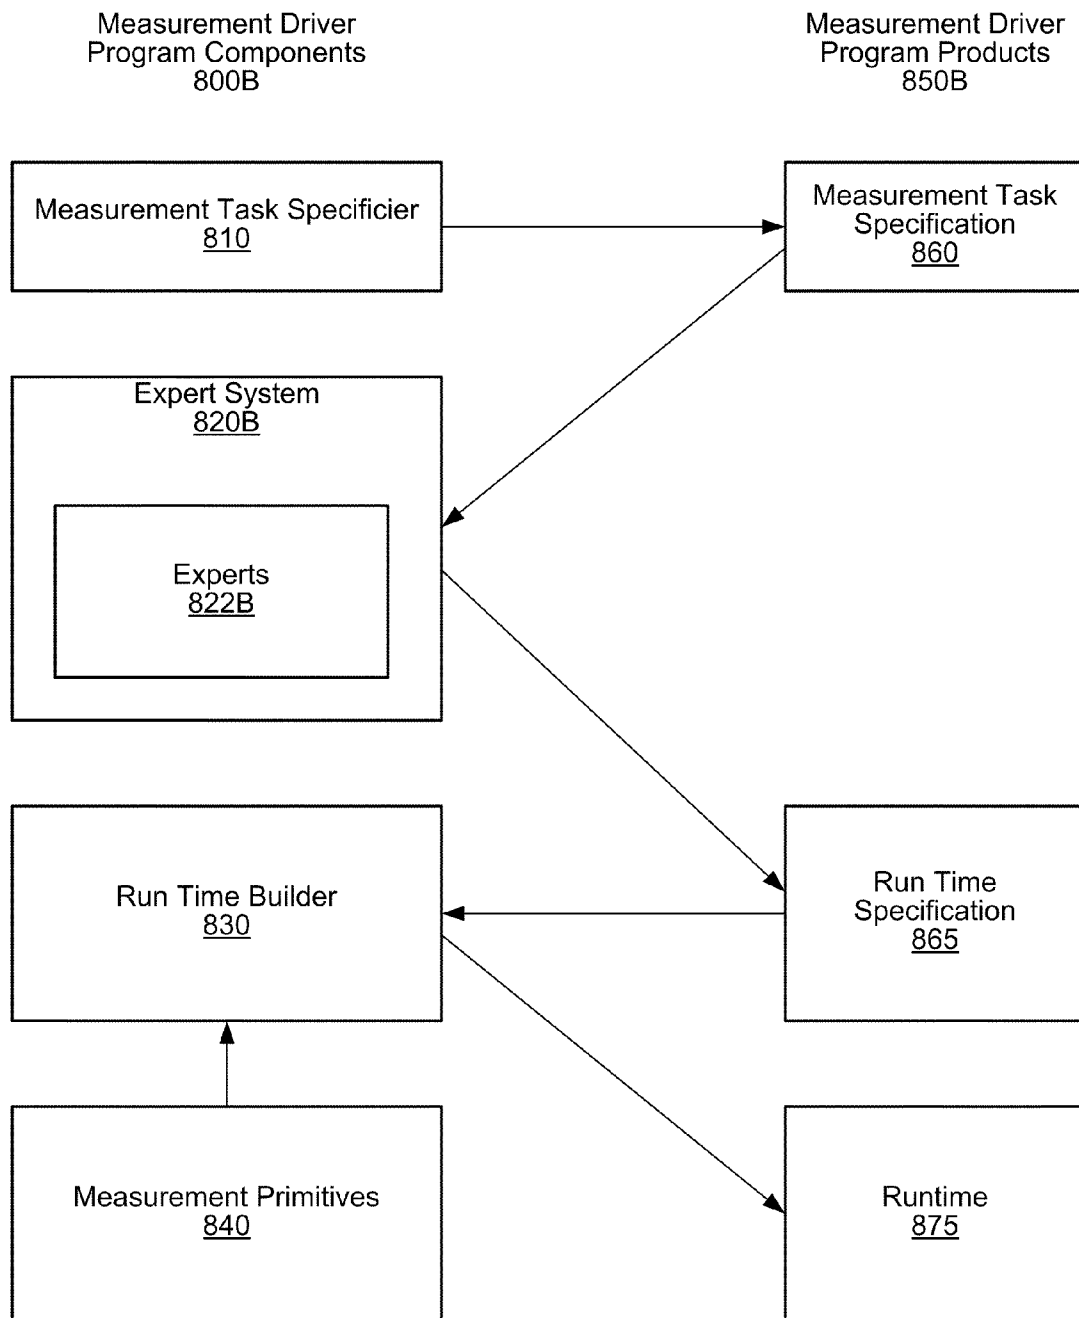 Measurement Driver
Program Components
800B
Measurement Driver
Program Products
850B
Measurement Task Specificier
810
Measurement Task
Specification
860
Expert System
820B
Experts
822B
Run Time Builder
830
Run Time
Specification
865
Measurement Primitives
840
Runtime
875